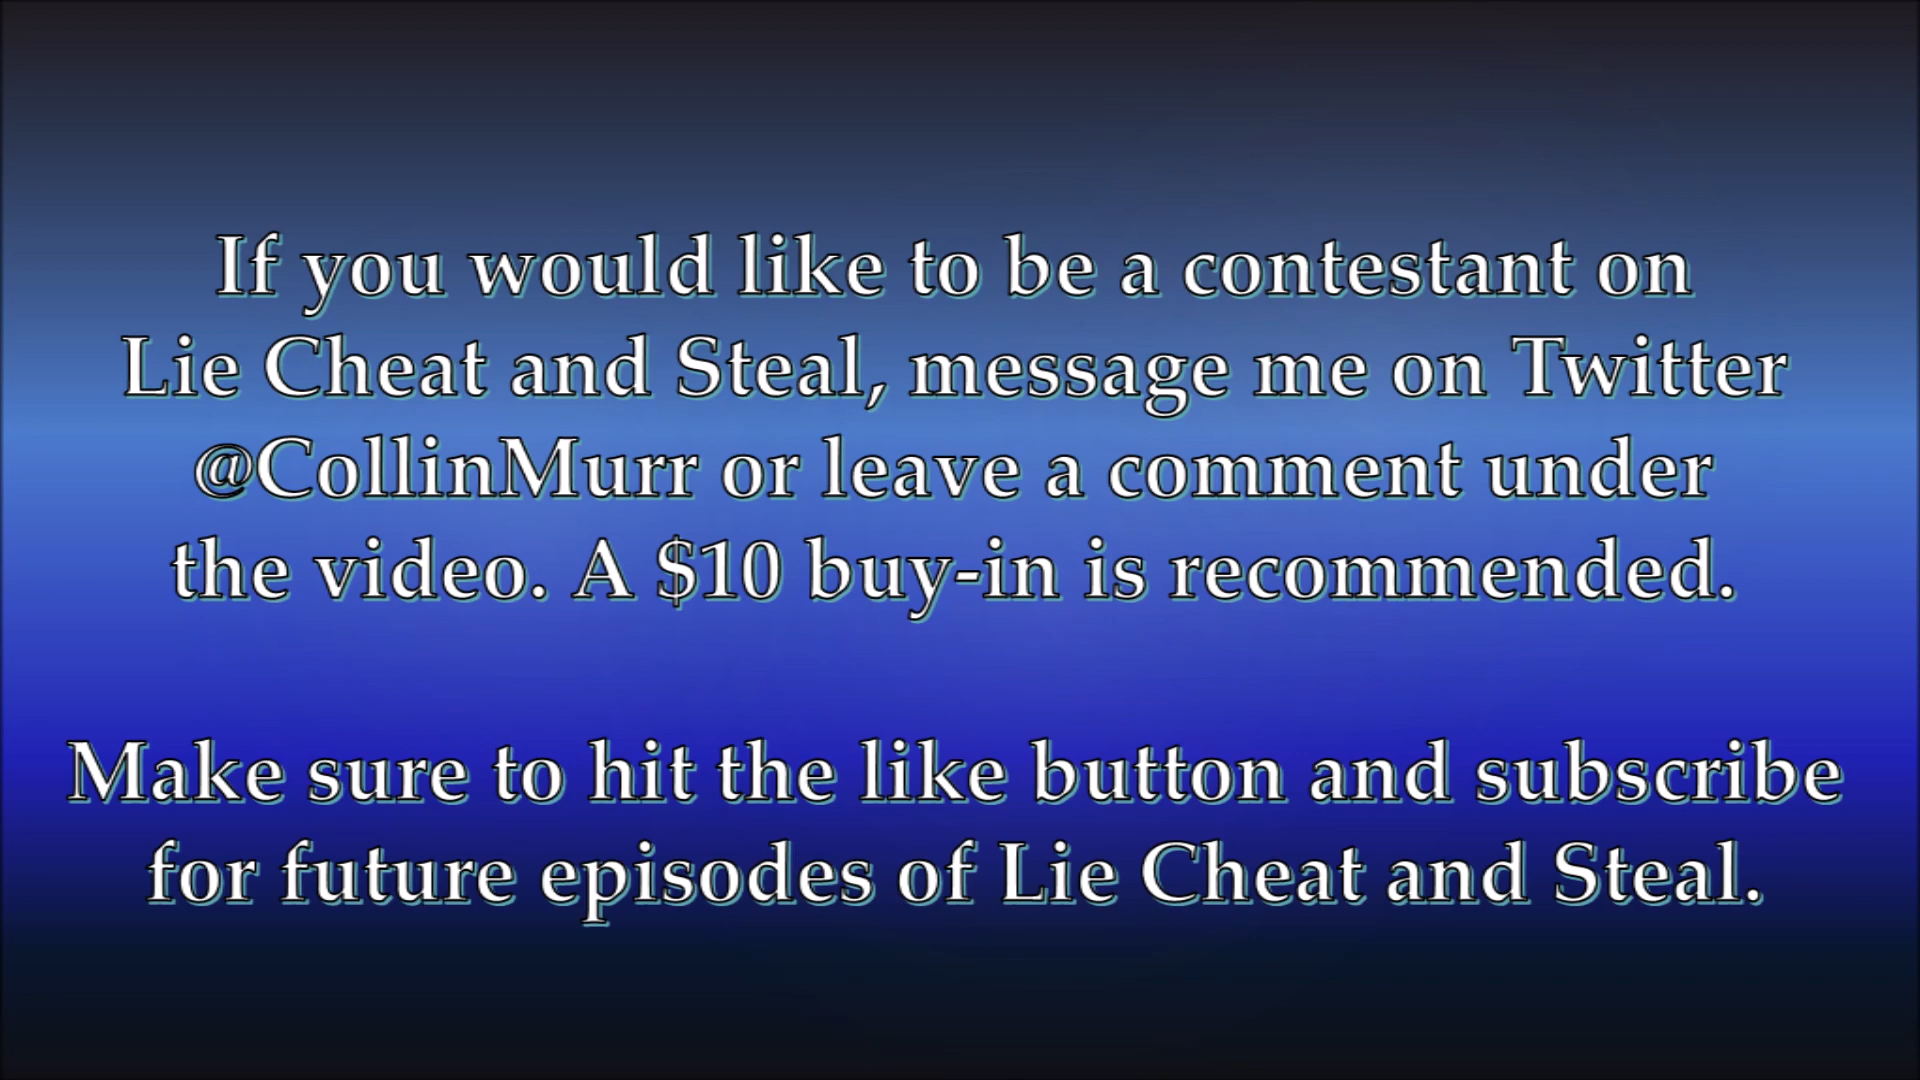 If you would like to be a contestant on
Lie Cheat and Steal, message me on Twitter
@CollinMurr or leave a comment under
the video. A $10 buy-in is recommended.
Make sure to hit the like button and subscribe
for future episodes of Lie Cheat and Steal.